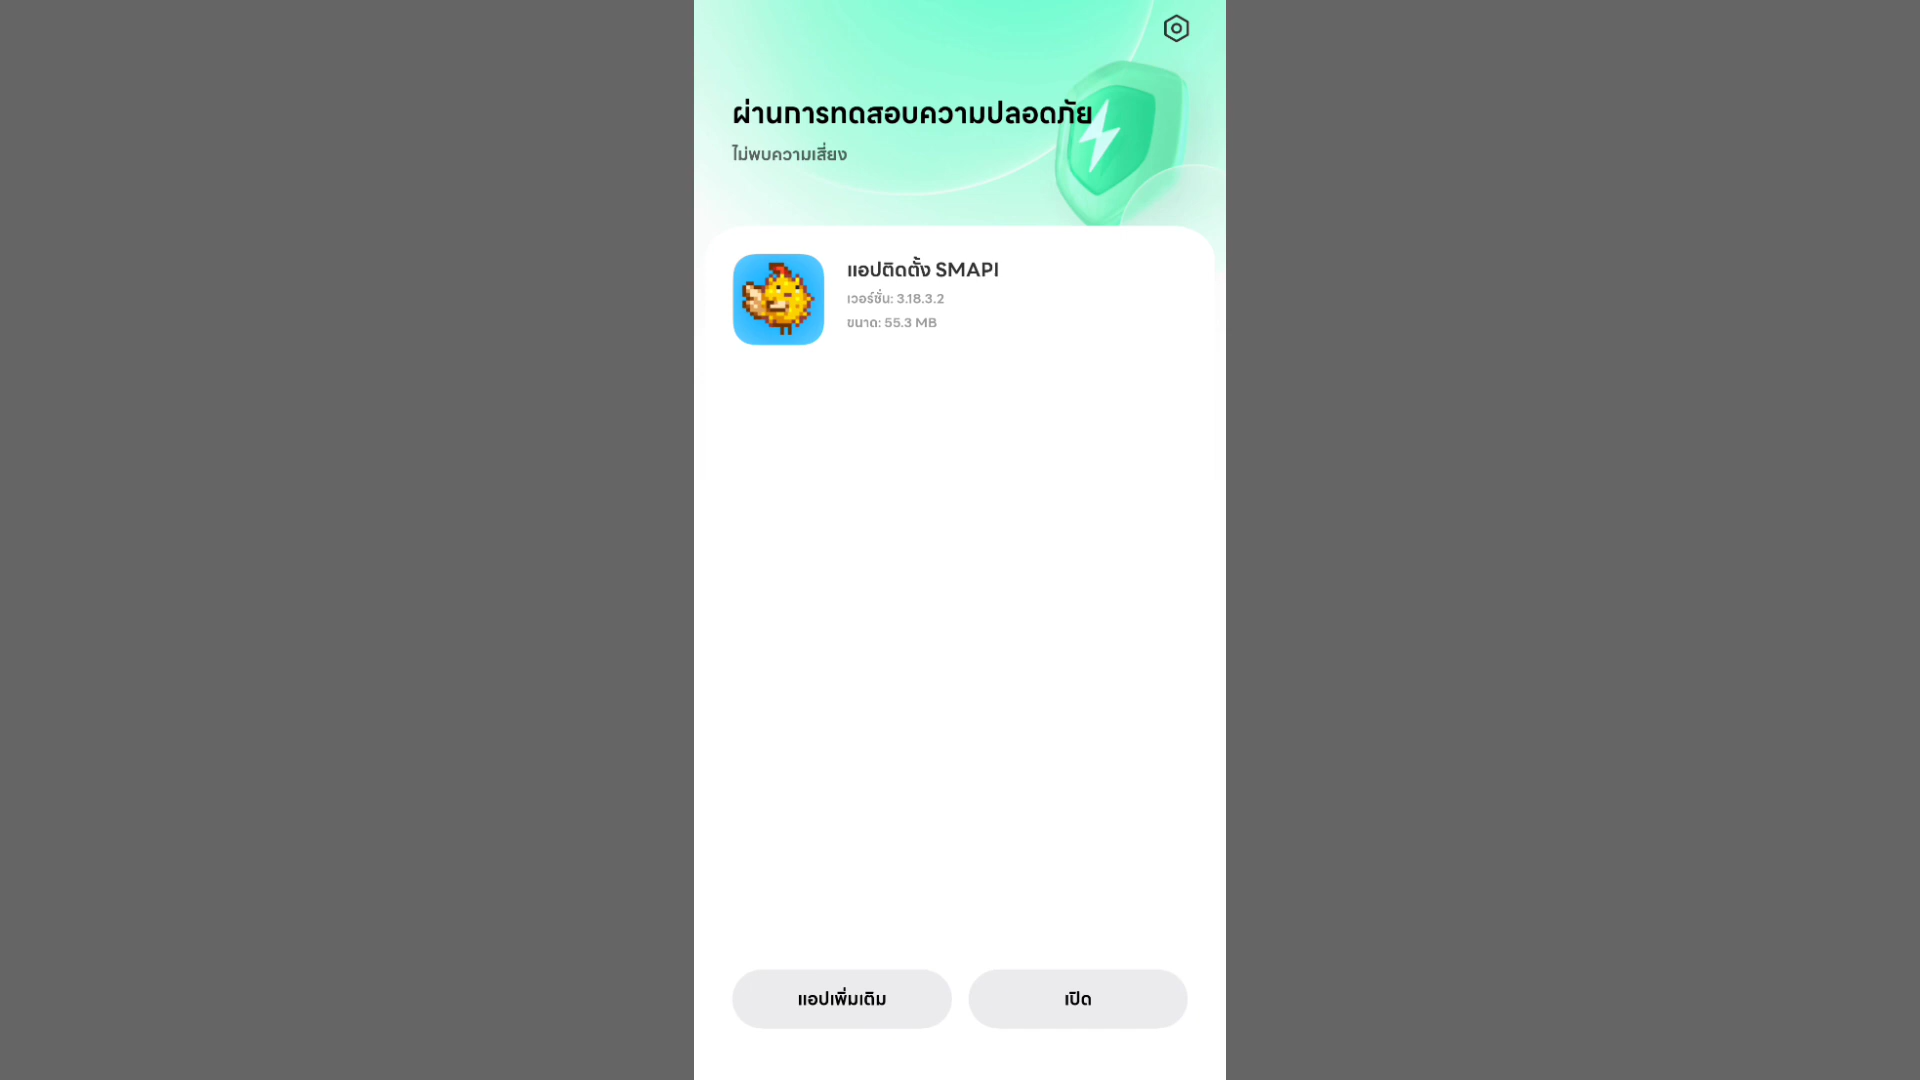 ผ่านการทดสอบความปลอดภัย
ไม่พบความเสี่ยง
แอปติดตั้ง SMAPI
เวอร์ชั่น: 3.18.3.2
ขนาด: 55.3 MB
แอปเพิ่มเติม
เปิด